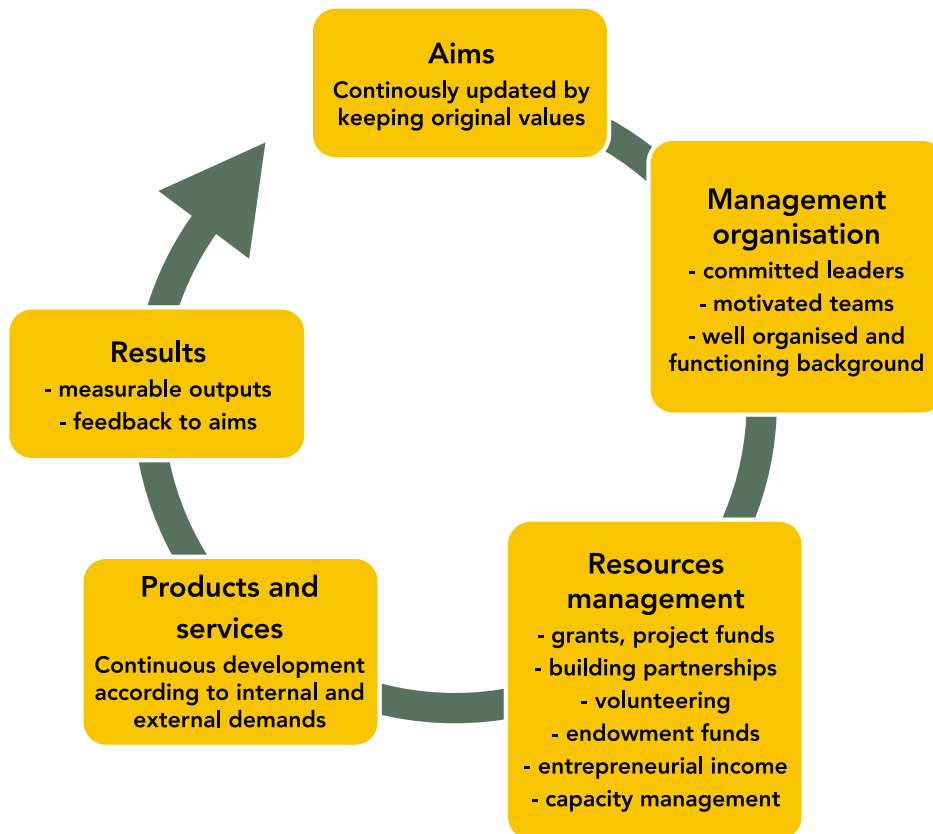 Aims
Continously updated by
keeping original values
Management
organisation
- committed leaders
- motivated teams
- well organised and
functioning background
Resources
management
- grants, project funds
- building partnerships
- volunteering
- endowment funds
- entrepreneurial income
- capacity management
Products and
services
Continuous development
according to internal and
external demands
Results
- measurable outputs
- feedback to aims